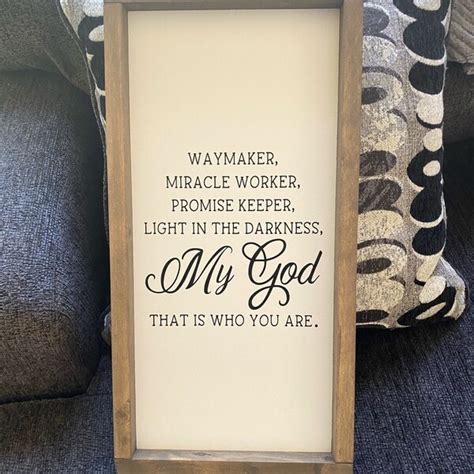 WAYMAKER,
MIRACLE WORKER,
PROMISE KEEPER,
LIGHT IN THE DARKNESS,
My God
THAT IS WHO YOU ARE.